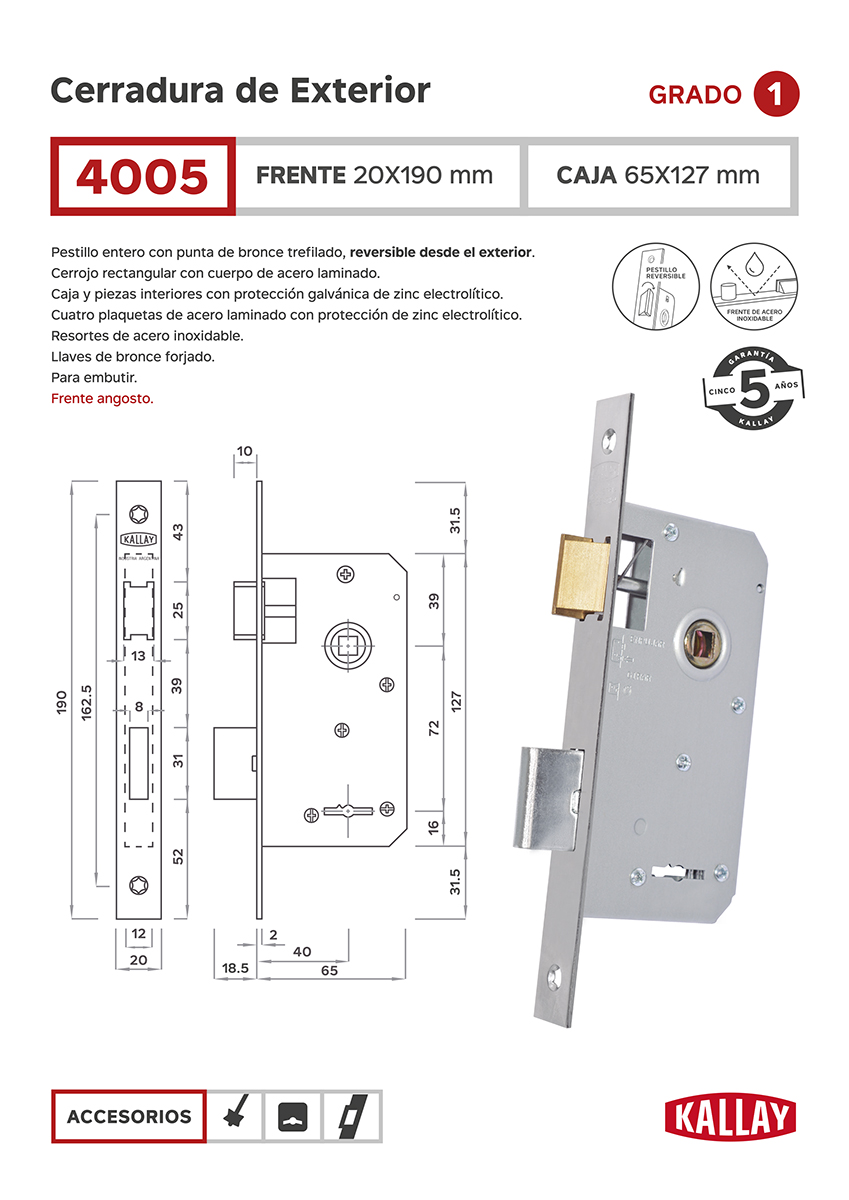 Cerradura de Exterior
GRADO 1
4005
FRENTE 20X190 mm
CAJA 65X127 mm
Pestillo entero con punta de bronce trefilado, reversible desde el exterior.
Cerrojo rectangular con cuerpo de acero laminado.
Caja y piezas interiores con protección galvánica de zinc electrolítico.
Cuatro plaquetas de acero laminado con protección de zinc electrolítico.
Resortes de acero inoxidable.
Llaves de bronce forjado.
Para embutir.
Frente angosto.
PESTILLO
REVERSIBLE
FRENTE DE ACERO
INOXIDABLE
GARANTÍA
CINCO 5 AÑOS
KALLAY
10
43
31.5
KALLAY
INDUSTRIA ARGENTINA
25
39
13
190
162.5
39
127
8
72
31
16
52
31.5
12
2
40
20
18.5
65
ACCESORIOS
KALLAY